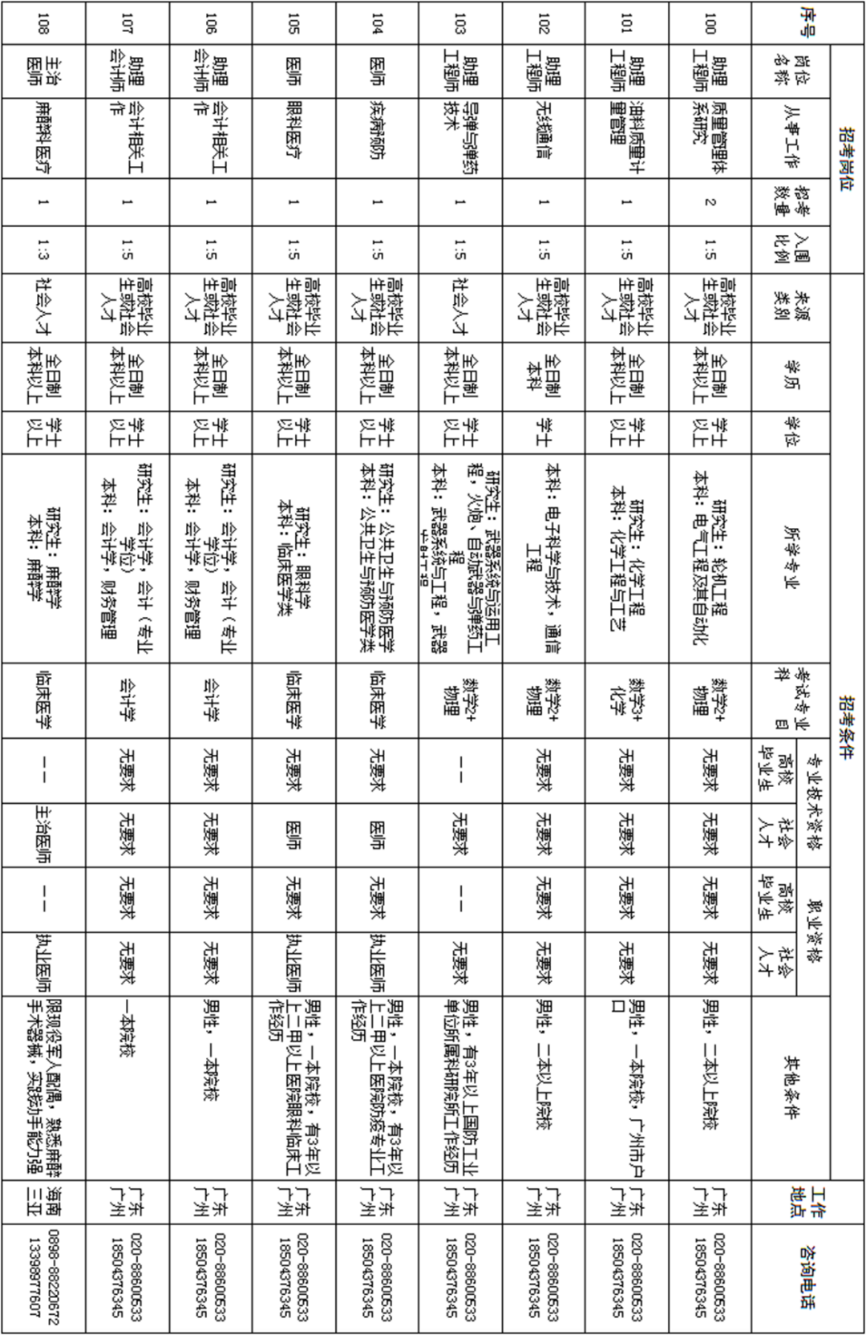 招考岗位 招考条件
序号 岗位名称 从事工作 招考数量 入围比例 来源类别 学历 学位 所学专业 考试专业科目 专业技术资格 职业资格 其他条件 工作地点 咨询电话
高校毕业生 社会人才 高校毕业生 社会人才
100 助理工程师 质量管理体系研究 2 1:5 高校毕业生或社会人才 全日制本科以上 学士以上 研究生：轮机工程 本科：电气工程及其自动化 数学2+物理 无要求 无要求 无要求 无要求 男性，二本以上院校 广东广州 020-88600533 18504376345
101 助理工程师 油料质量计量管理 1 1:5 高校毕业生或社会人才 全日制本科以上 学士以上 研究生：化学工程 本科：化学工程与工艺 数学3+化学 无要求 无要求 无要求 无要求 男性，一本院校，广州市户口 广东广州 020-88600533 18504376345
102 助理工程师 无线通信 1 1:5 高校毕业生或社会人才 全日制本科 学士 本科：电子科学与技术，通信工程 数学2+物理 无要求 无要求 无要求 无要求 男性，二本以上院校 广东广州 020-88600533 18504376345
103 助理工程师 导弹与弹药技术 1 1:5 社会人才 全日制本科以上 学士以上 研究生：武器系统与运用工程，火炮、自动武器与弹药工程 本科：武器系统与工程，武器 数学2+物理 —— 无要求 —— 无要求 男性，有3年以上国防工业单位所属科研院所工作经历 广东广州 020-88600533 18504376345
104 医师 疾病预防 1 1:5 高校毕业生或社会人才 全日制本科以上 学士以上 研究生：公共卫生与预防医学 本科：公共卫生与预防医学类 临床医学 无要求 医师 无要求 执业医师 男性，一本院校，有3年以上二甲以上医院防疫专业工作经历 广东广州 020-88600533 18504376345
105 医师 眼科医疗 1 1:5 高校毕业生或社会人才 全日制本科以上 学士以上 研究生：眼科学 本科：临床医学类 临床医学 无要求 医师 无要求 执业医师 男性，一本院校，有3年以上二甲以上医院眼科临床工作经历 广东广州 020-88600533 18504376345
106 助理会计师 会计相关工作 1 1:5 高校毕业生或社会人才 全日制本科以上 学士以上 研究生：会计学，会计（专业学位） 本科：会计学，财务管理 会计学 无要求 无要求 无要求 无要求 男性，一本院校 广东广州 020-88600533 18504376345
107 助理会计师 会计相关工作 1 1:5 高校毕业生或社会人才 全日制本科以上 学士以上 研究生：会计学，会计（专业学位） 本科：会计学，财务管理 会计学 无要求 无要求 无要求 无要求 一本院校 广东广州 020-88600533 18504376345
108 主治医师 麻醉科医疗 1 1:3 社会人才 全日制本科以上 学士以上 研究生：麻醉学 本科：麻醉学 临床医学 —— 主治医师 —— 执业医师 限现役军人配偶，熟悉麻醉手术器械，实践动手能力强 海南三亚 0898-88220672 13398977607